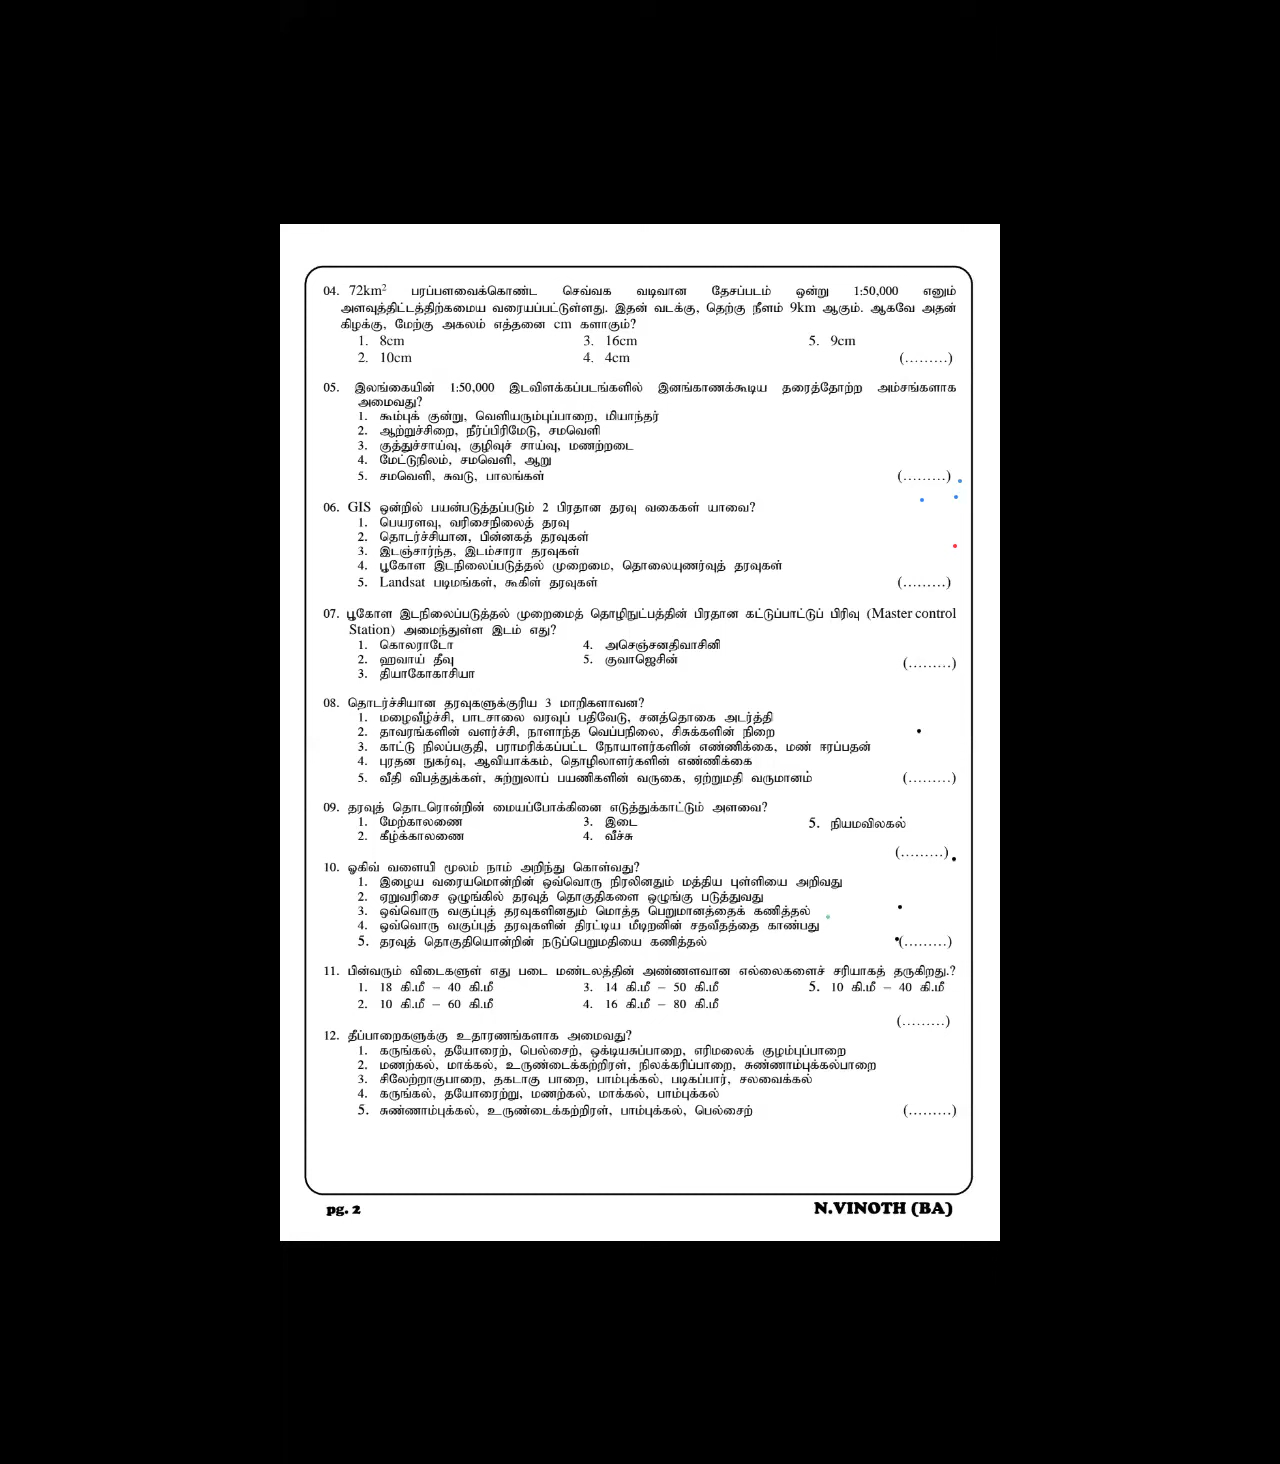 04. 72km² பரப்பளவைக்கொண்ட செவ்வக வடிவான தேசப்படம் ஒன்று 1:50,000 எனும்
அளவுத்திட்டத்திற்கமைய வரையப்பட்டுள்ளது. இதன் வடக்கு, தெற்கு நீளம் 9km ஆகும். ஆகவே அதன்
கிழக்கு, மேற்கு அகலம் எத்தனை cm களாகும்?
1. 8cm 3. 16cm 5. 9cm
2. 10cm 4. 4cm (.........)
05. இலங்கையின் 1:50,000 இடவிளக்கப்படங்களில் இனங்காணக்கூடிய தரைத்தோற்ற அம்சங்களாக
அமைவது?
1. கூம்புக் குன்று, வெளியரும்புப்பாறை, மியாந்தர்
2. ஆற்றுச்சிறை, நீர்ப்பிரிமேடு, சமவெளி
3. குத்துச்சாய்வு, குழிவுச் சாய்வு, மணற்றடை
4. மேட்டுநிலம், சமவெளி, ஆறு
5. சமவெளி, சுவடு, பாலங்கள் (.........)
06. GIS ஒன்றில் பயன்படுத்தப்படும் 2 பிரதான தரவு வகைகள் யாவை?
1. பெயரளவு, வரிசைநிலைத் தரவு
2. தொடர்ச்சியான, பின்னகத் தரவுகள்
3. இடஞ்சார்ந்த, இடம்சாரா தரவுகள்
4. பூகோள இடநிலைப்படுத்தல் முறைமை, தொலையுணர்வுத் தரவுகள்
5. Landsat படிமங்கள், கூகிள் தரவுகள் (.........)
07. பூகோள இடநிலைப்படுத்தல் முறைமைத் தொழிநுட்பத்தின் பிரதான கட்டுப்பாட்டுப் பிரிவு (Master control
Station) அமைந்துள்ள இடம் எது?
1. கொலராடோ 4. அசெஞ்சனதிவாசினி
2. ஹவாய் தீவு 5. குவாஜெசின் (.........)
3. தியாகோகாசியா
08. தொடர்ச்சியான தரவுகளுக்குரிய 3 மாறிகளாவன?
1. மழைவீழ்ச்சி, பாடசாலை வரவுப் பதிவேடு, சனத்தொகை அடர்த்தி
2. தாவரங்களின் வளர்ச்சி, நாளாந்த வெப்பநிலை, சிசுக்களின் நிறை
3. காட்டு நிலப்பகுதி, பராமரிக்கப்பட்ட நோயாளர்களின் எண்ணிக்கை, மண் ஈரப்பதன்
4. புரதன நுகர்வு, ஆவியாக்கம், தொழிலாளர்களின் எண்ணிக்கை
5. வீதி விபத்துக்கள், சுற்றுலாப் பயணிகளின் வருகை, ஏற்றுமதி வருமானம் (.........)
09. தரவுத் தொடரொன்றின் மையப்போக்கினை எடுத்துக்காட்டும் அளவை?
1. மேற்காலணை 3. இடை 5. நியமவிலகல்
2. கீழ்க்காலணை 4. வீச்சு
(.........)
10. ஓகிவ் வளையி மூலம் நாம் அறிந்து கொள்வது?
1. இழைய வரையமொன்றின் ஒவ்வொரு நிரலினதும் மத்திய புள்ளியை அறிவது
2. ஏறுவரிசை ஒழுங்கில் தரவுத் தொகுதிகளை ஒழுங்கு படுத்துவது
3. ஒவ்வொரு வகுப்புத் தரவுகளினதும் மொத்த பெறுமானத்தைக் கணித்தல்
4. ஒவ்வொரு வகுப்புத் தரவுகளின் திரட்டிய மீடிறனின் சதவீதத்தை காண்பது
5. தரவுத் தொகுதியொன்றின் நடுப்பெறுமதியை கணித்தல் (.........)
11. பின்வரும் விடைகளுள் எது படை மண்டலத்தின் அண்ணளவான எல்லைகளைச் சரியாகத் தருகிறது.?
1. 18 கி.மீ – 40 கி.மீ 3. 14 கி.மீ – 50 கி.மீ 5. 10 கி.மீ – 40 கி.மீ
2. 10 கி.மீ – 60 கி.மீ 4. 16 கி.மீ – 80 கி.மீ
(.........)
12. தீப்பாறைகளுக்கு உதாரணங்களாக அமைவது?
1. கருங்கல், தயோரைற், பெல்சைற், ஒக்டியசுப்பாறை, எரிமலைக் குழம்புப்பாறை
2. மணற்கல், மாக்கல், உருண்டைக்கற்றிரள், நிலக்கரிப்பாறை, சுண்ணாம்புக்கல்பாறை
3. சிலேற்றாகுபாறை, தகடாகு பாறை, பாம்புக்கல், படிகப்பார், சலவைக்கல்
4. கருங்கல், தயோரைற்று, மணற்கல், மாக்கல், பாம்புக்கல்
5. சுண்ணாம்புக்கல், உருண்டைக்கற்றிரள், பாம்புக்கல், பெல்சைற் (.........)
pg. 2 N.VINOTH (BA)